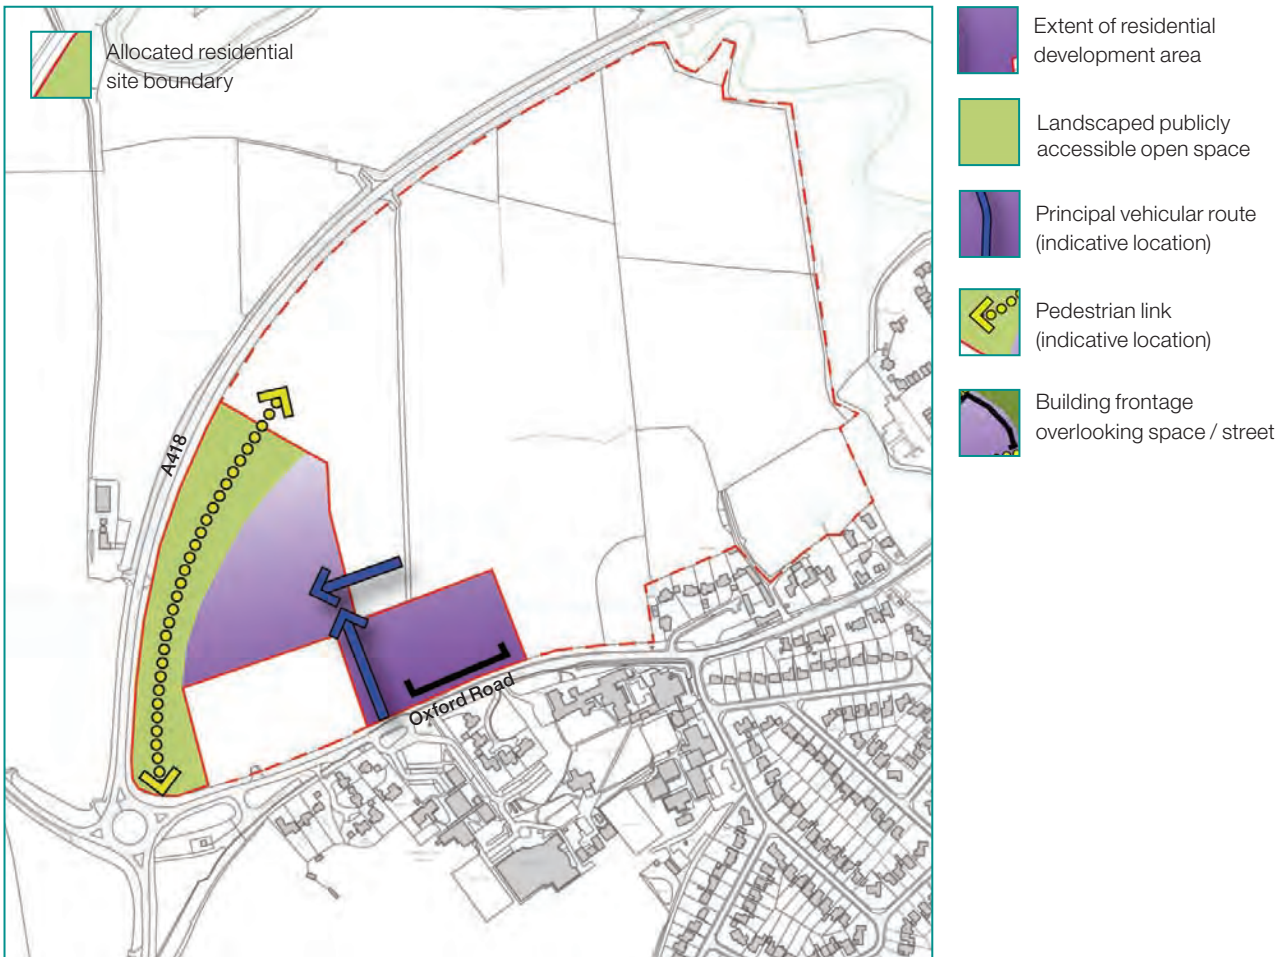 Allocated residential
site boundary
Extent of residential
development area
Landscaped publicly
accessible open space
Principal vehicular route
(indicative location)
Pedestrian link
(indicative location)
Building frontage
overlooking space / street
A418
Oxford Road